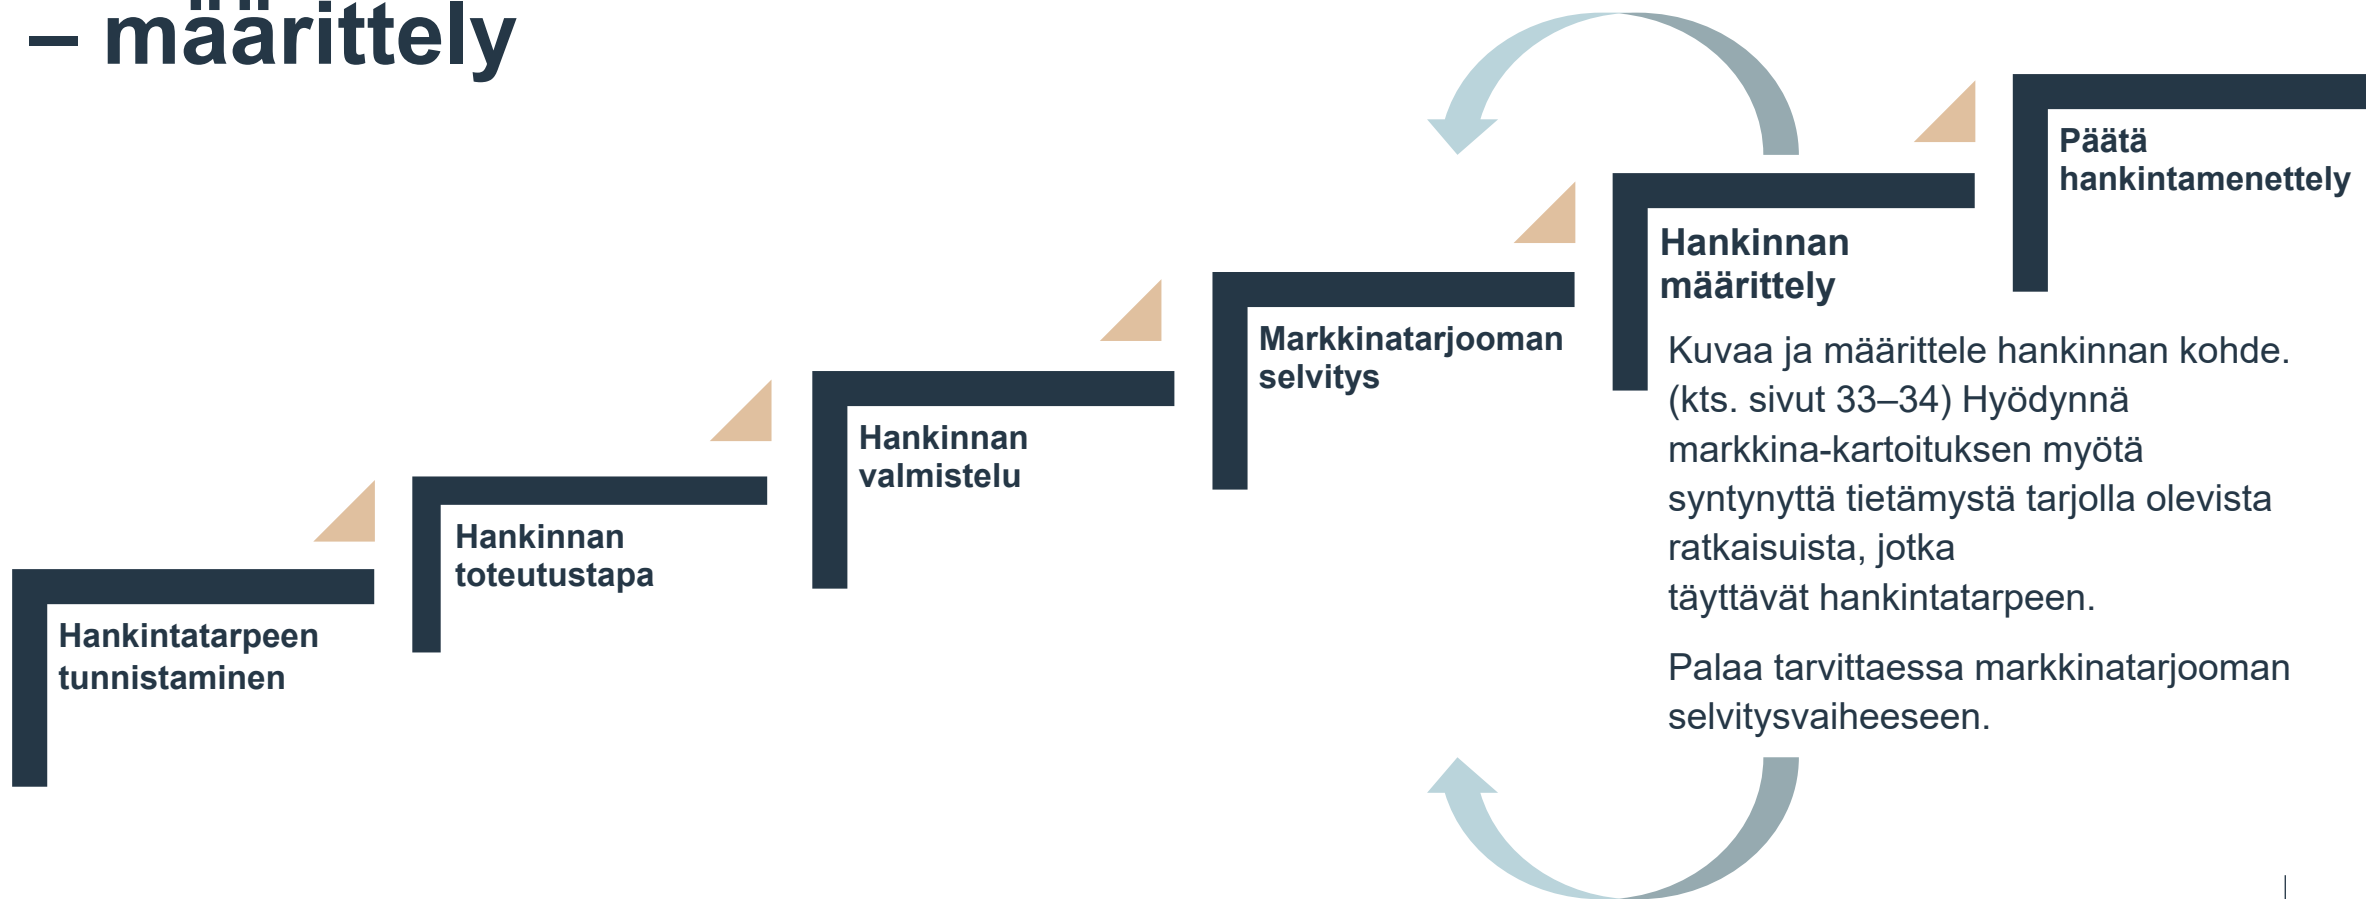 – määrittely
Hankintatarpeen
tunnistaminen
Hankinnan
toteutustapa
Hankinnan
valmistelu
Markkinatarjooman
selvitys
Hankinnan
määrittely
Kuvaa ja määrittele hankinnan kohde.
(kts. sivut 33–34) Hyödynnä
markkina-kartoituksen myötä
syntynyttä tietämystä tarjolla olevista
ratkaisuista, jotka
täyttävät hankintatarpeen.
Palaa tarvittaessa markkinatarjooman
selvitysvaiheeseen.
Päätä
hankintamenettely